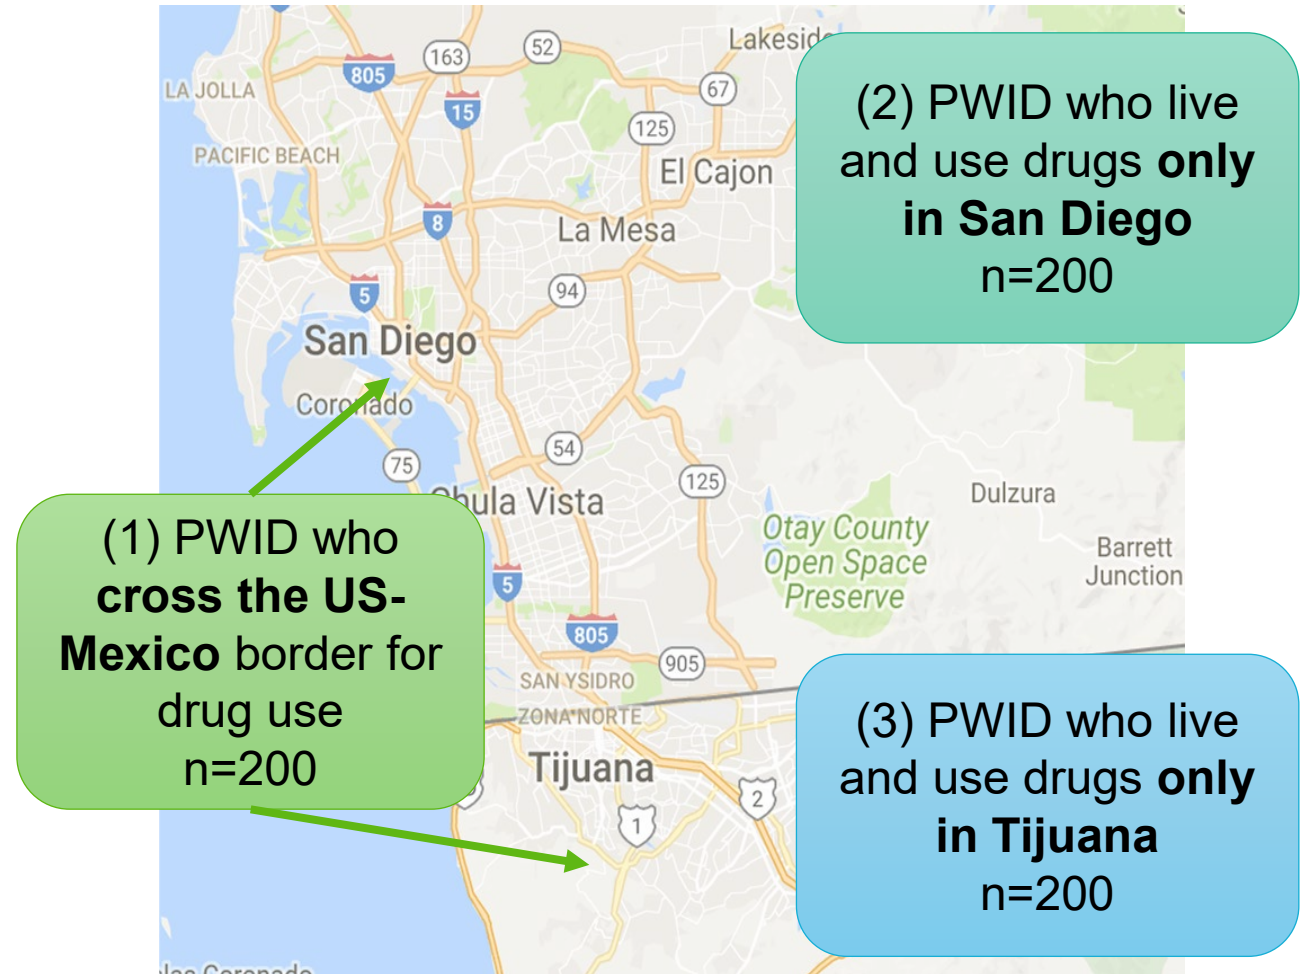 163
52
Lakeside
805
LA JOLLA
15
67
125
PACIFIC BEACH
El Cajon
8
La Mesa
5
94
San Diego
Coronado
54
75
125
Chula Vista
Dulzura
Otay County
Open Space
Preserve
Barrett
Junction
5
805
905
SAN YSIDRO
ZONA NORTE
Tijuana
2
1
(1) PWID who
cross the US-
Mexico border for
drug use
n=200
(2) PWID who live
and use drugs only
in San Diego
n=200
(3) PWID who live
and use drugs only
in Tijuana
n=200